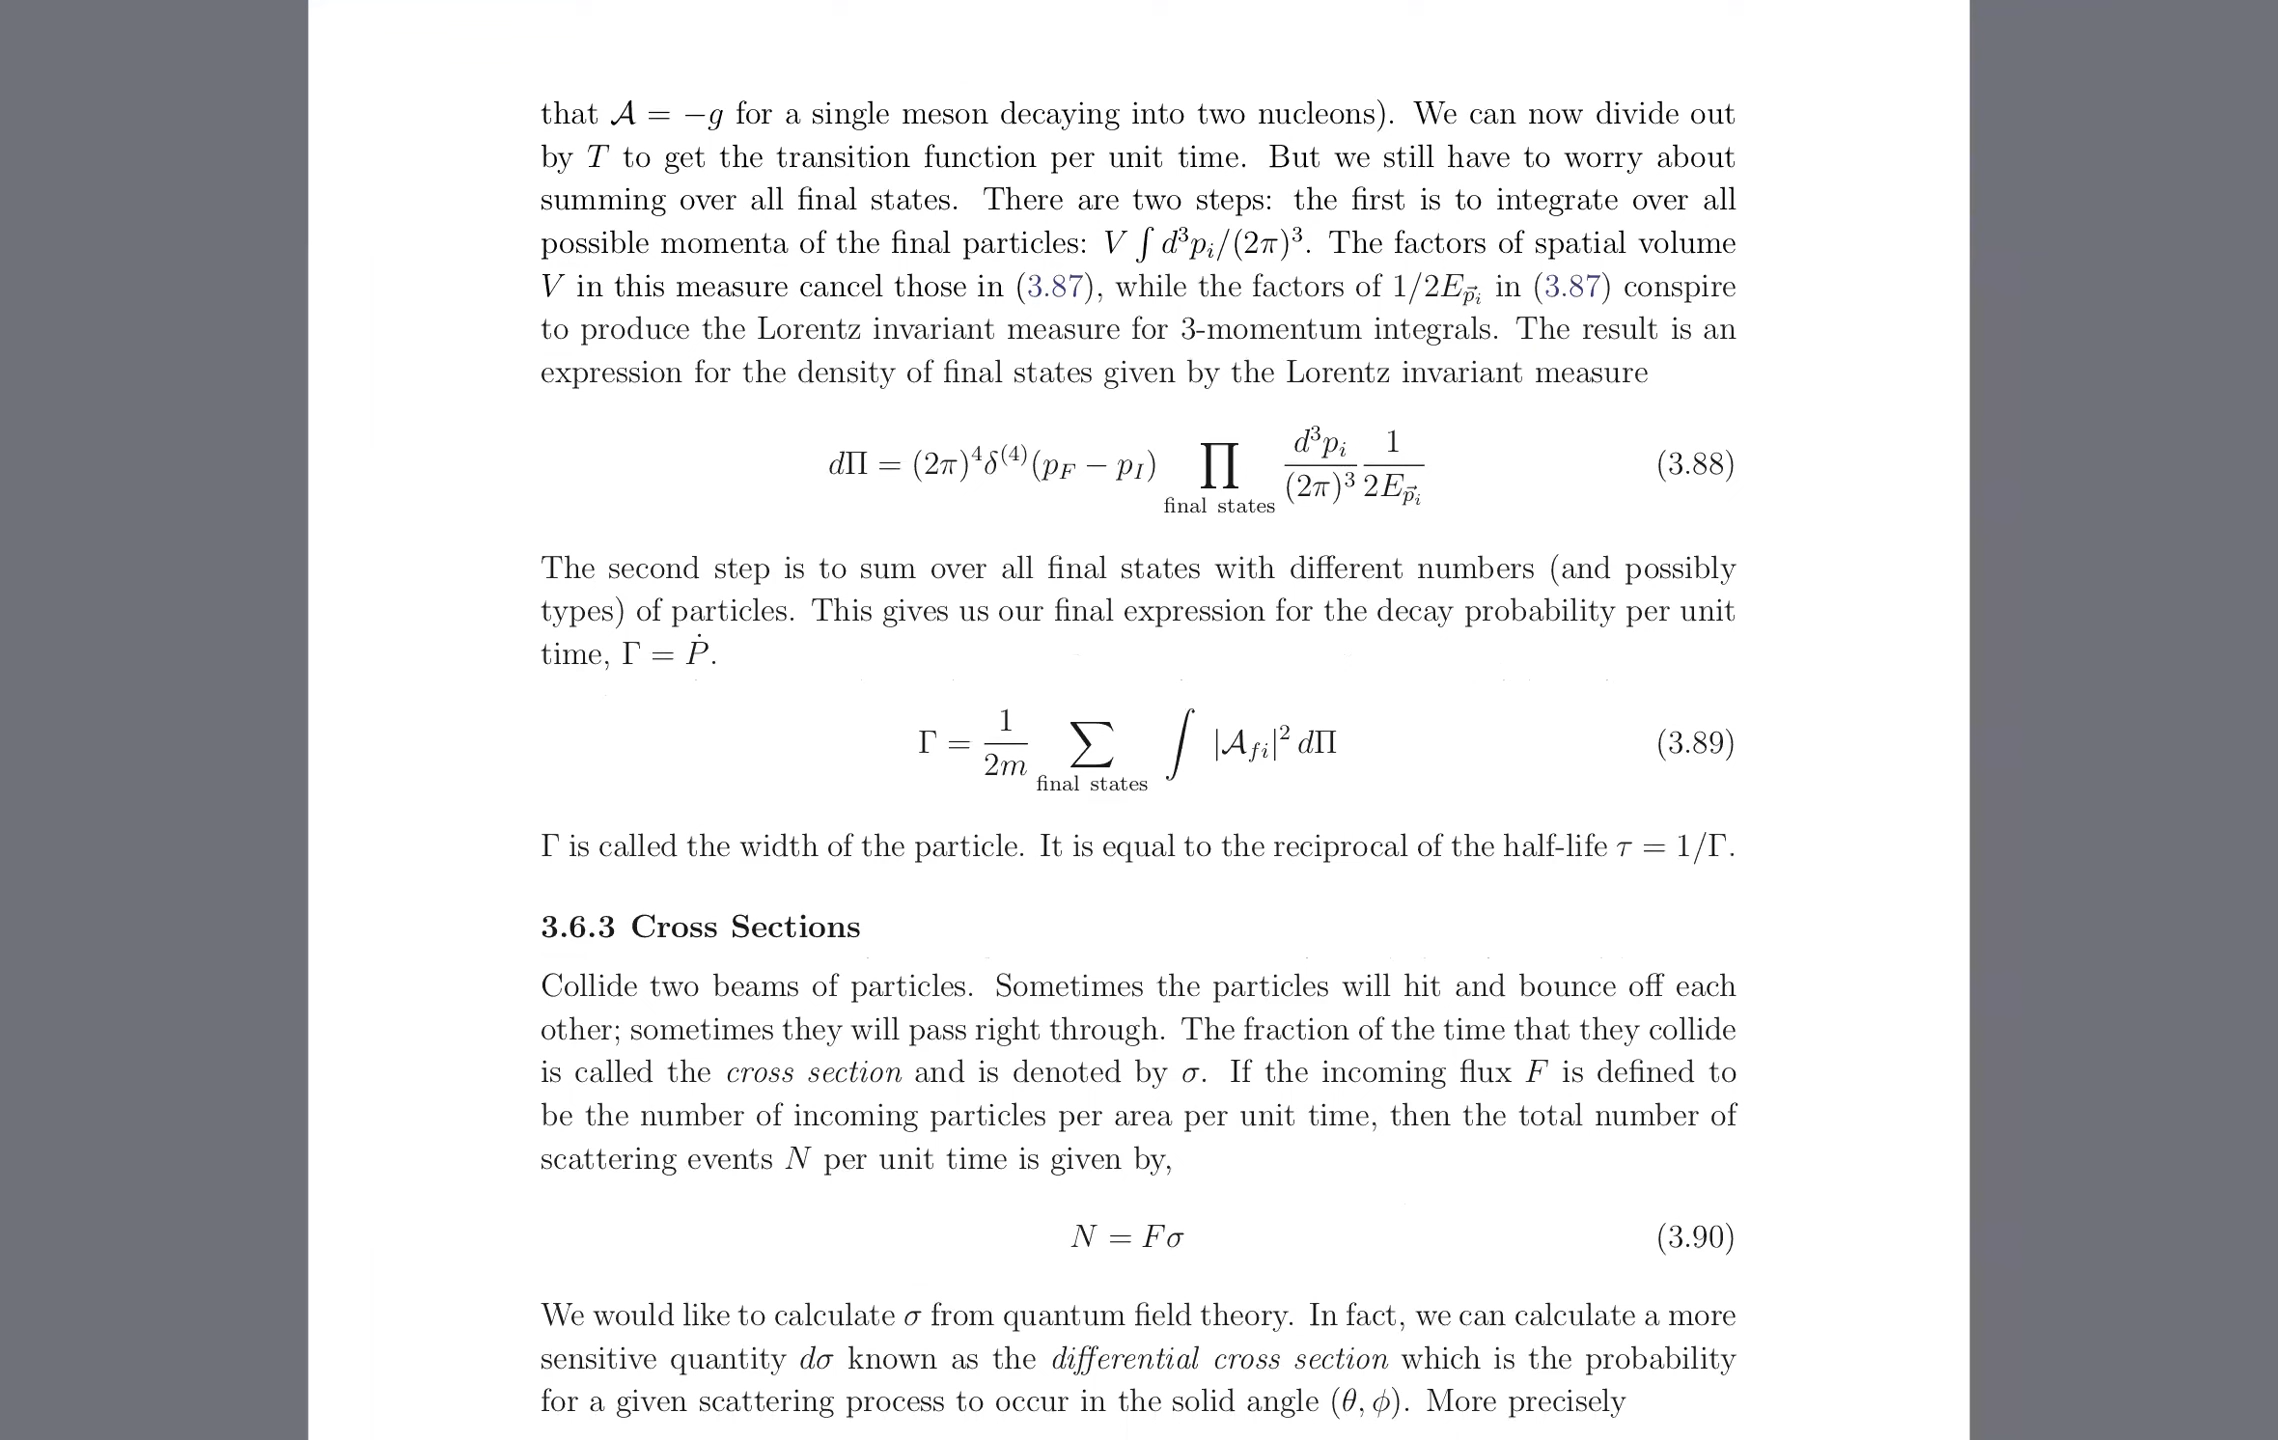 that 𝒜 = −g for a single meson decaying into two nucleons). We can now divide out
by T to get the transition function per unit time. But we still have to worry about
summing over all final states. There are two steps: the first is to integrate over all
possible momenta of the final particles: V ∫ d³pᵢ/(2π)³. The factors of spatial volume
V in this measure cancel those in (3.87), while the factors of 1/2E_{p⃗ᵢ} in (3.87) conspire
to produce the Lorentz invariant measure for 3-momentum integrals. The result is an
expression for the density of final states given by the Lorentz invariant measure
dΠ = (2π)⁴δ⁽⁴⁾(p_F − p_I) ∏_{final states} d³pᵢ/(2π)³ 1/2E_{p⃗ᵢ} (3.88)
The second step is to sum over all final states with different numbers (and possibly
types) of particles. This gives us our final expression for the decay probability per unit
time, Γ = Ṗ.
Γ = 1/2m ∑_{final states} ∫ |𝒜_{fi}|² dΠ (3.89)
Γ is called the width of the particle. It is equal to the reciprocal of the half-life τ = 1/Γ.
3.6.3 Cross Sections
Collide two beams of particles. Sometimes the particles will hit and bounce off each
other; sometimes they will pass right through. The fraction of the time that they collide
is called the cross section and is denoted by σ. If the incoming flux F is defined to
be the number of incoming particles per area per unit time, then the total number of
scattering events N per unit time is given by,
N = Fσ (3.90)
We would like to calculate σ from quantum field theory. In fact, we can calculate a more
sensitive quantity dσ known as the differential cross section which is the probability
for a given scattering process to occur in the solid angle (θ, ϕ). More precisely